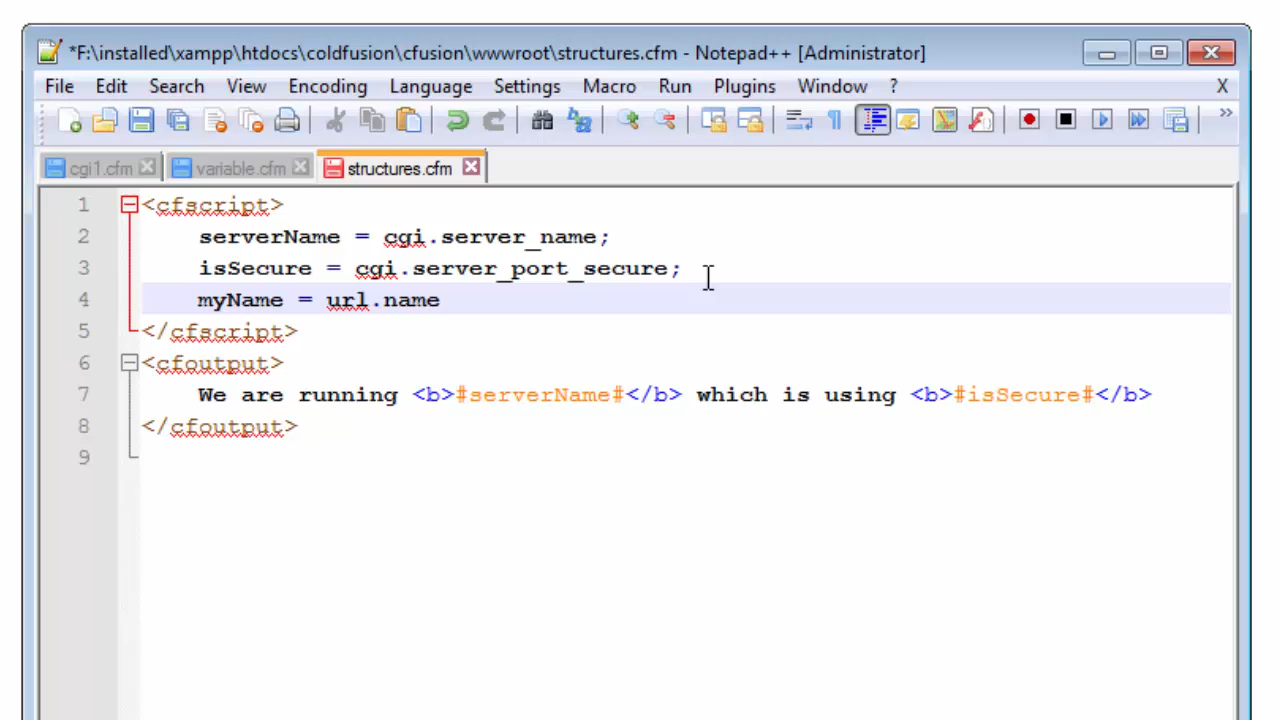 *F:\installed\xampp\htdocs\coldfusion\cfusion\wwwroot\structures.cfm - Notepad++ [Administrator]
File Edit Search View Encoding Language Settings Macro Run Plugins Window ? X
cgi1.cfm variable.cfm structures.cfm
1 <cfscript>
2 serverName = cgi.server_name;
3 isSecure = cgi.server_port_secure;
4 myName = url.name
5 </cfscript>
6 <cfoutput>
7 We are running <b>#serverName#</b> which is using <b>#isSecure#</b>
8 </cfoutput>
9